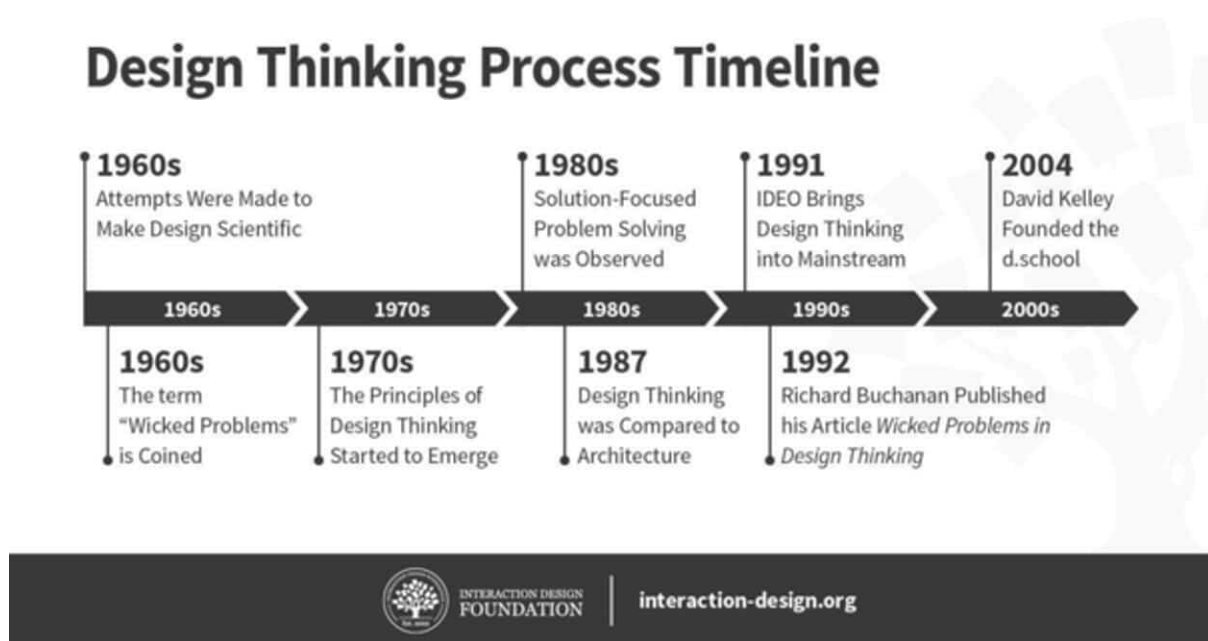 Design Thinking Process Timeline
1960s
Attempts Were Made to
Make Design Scientific
1980s
Solution-Focused
Problem Solving
was Observed
1991
IDEO Brings
Design Thinking
into Mainstream
2004
David Kelley
Founded the
d.school
1960s
1970s
1980s
1990s
2000s
1960s
The term
“Wicked Problems”
is Coined
1970s
The Principles of
Design Thinking
Started to Emerge
1987
Design Thinking
was Compared to
Architecture
1992
Richard Buchanan Published
his Article Wicked Problems in
Design Thinking
INTERACTION DESIGN
FOUNDATION
interaction-design.org